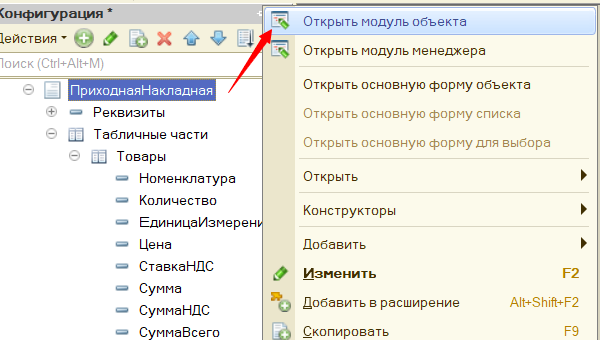 Конфигурация *
Действия
Поиск (Ctrl+Alt+M)
ПриходнаяНакладная
Реквизиты
Табличные части
Товары
Номенклатура
Количество
ЕдиницаИзмерени
Цена
СтавкаНДС
Сумма
СуммаНДС
СуммаВсего
Открыть модуль объекта
Открыть модуль менеджера
Открыть основную форму объекта
Открыть основную форму списка
Открыть основную форму для выбора
Открыть
Конструкторы
Добавить
Изменить F2
Добавить в расширение Alt+Shift+F2
Скопировать F9